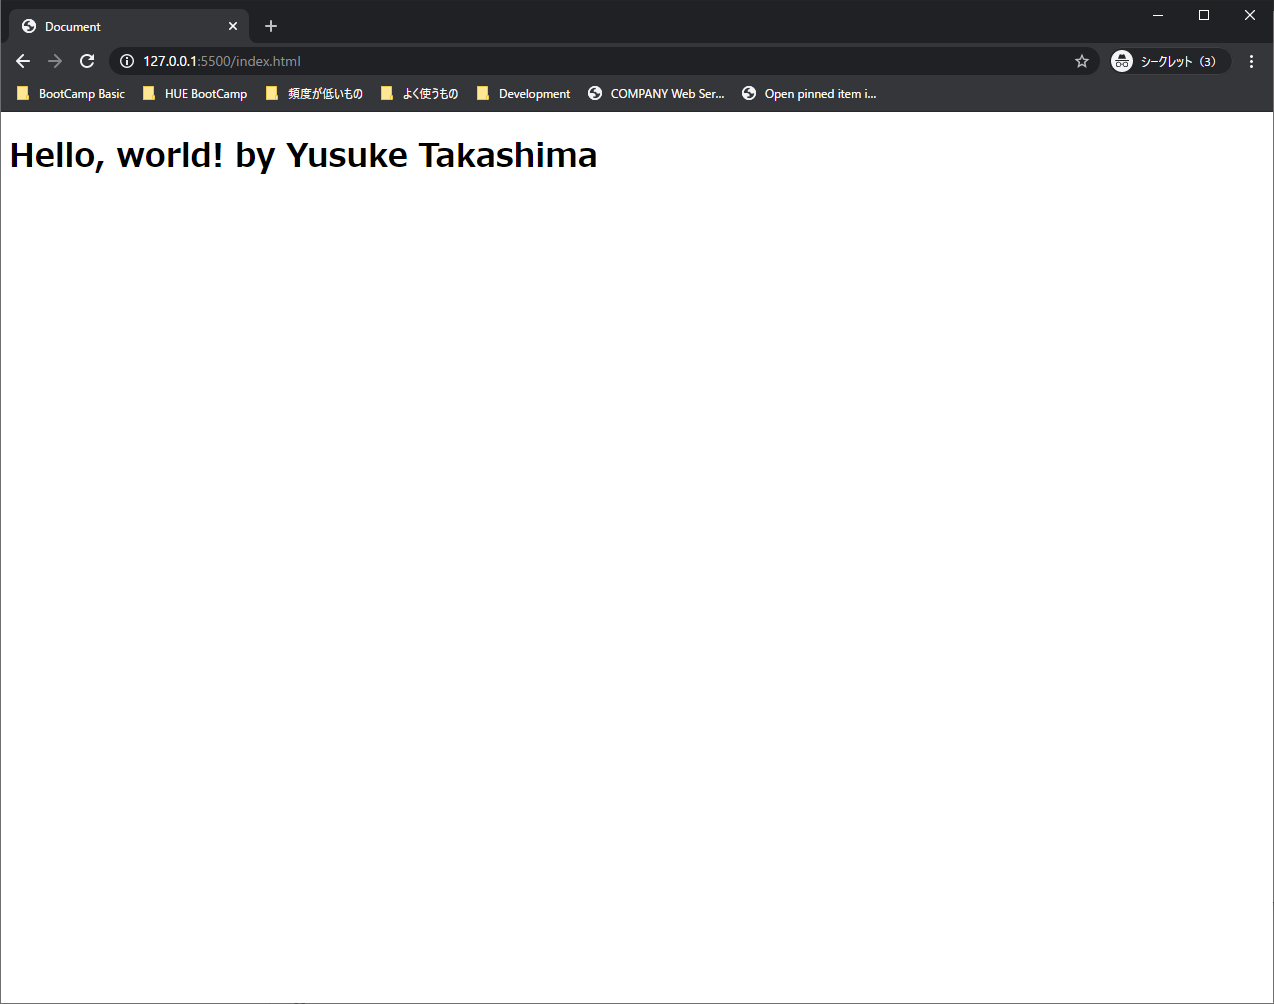 Document
127.0.0.1:5500/index.html
シークレット（3）
BootCamp Basic HUE BootCamp 頻度が低いもの よく使うもの Development COMPANY Web Ser... Open pinned item i...
Hello, world! by Yusuke Takashima